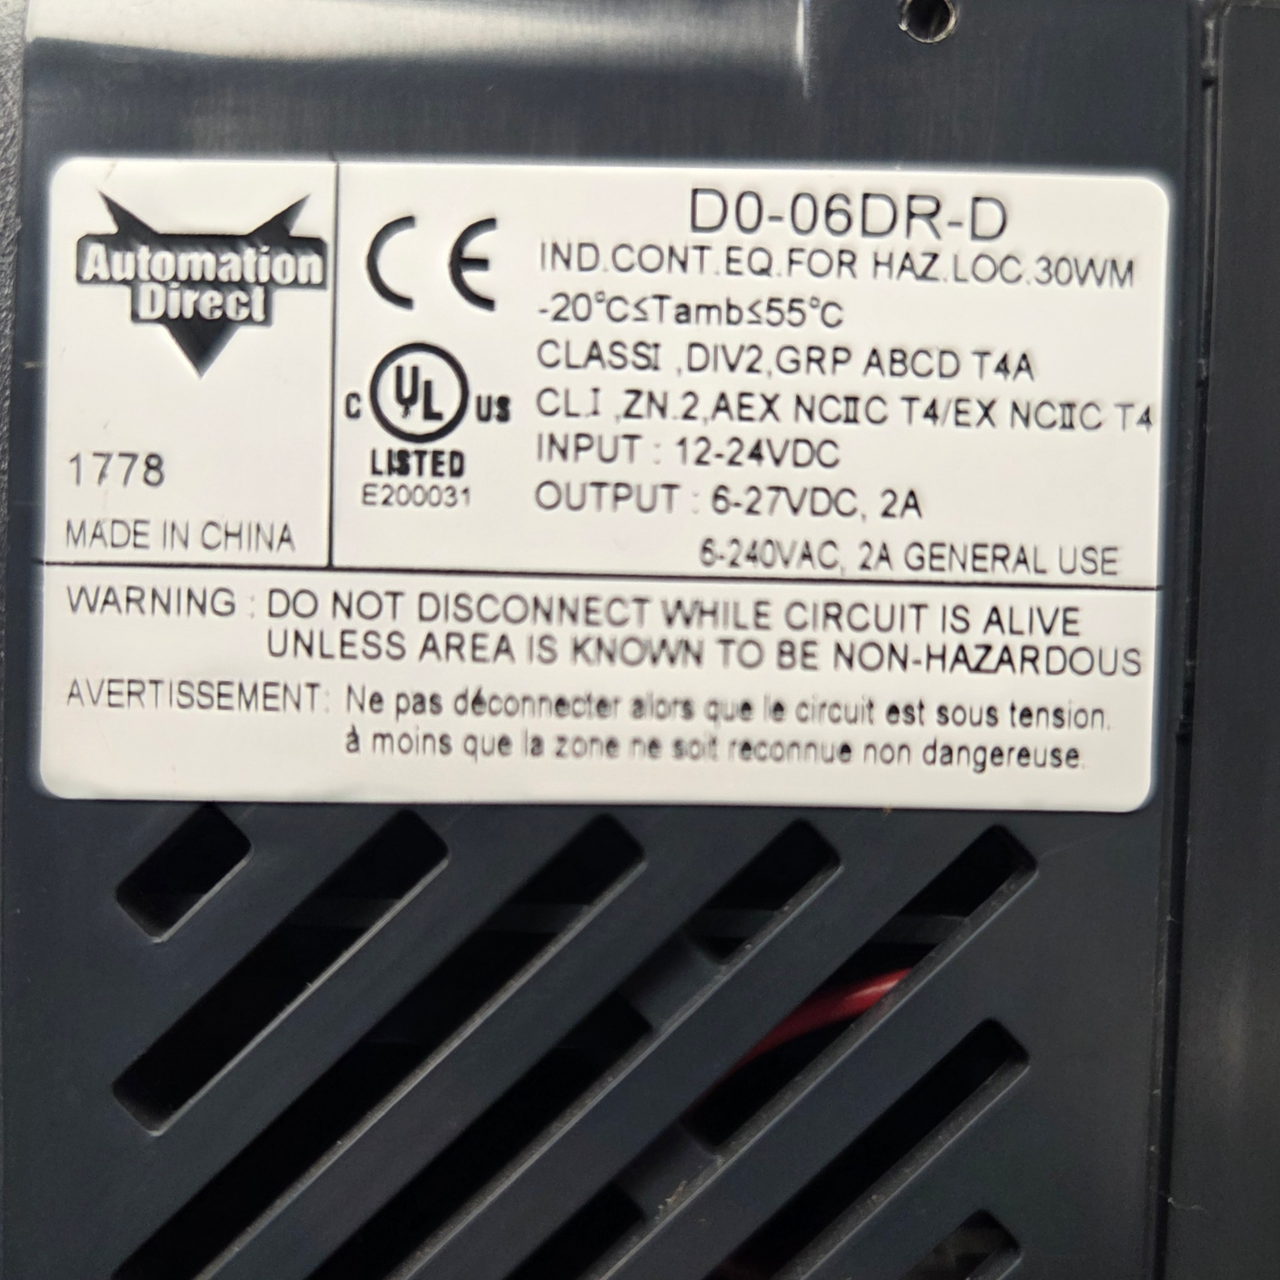 Automation
Direct
1778
MADE IN CHINA
CE
C UL US
LISTED
E200031
D0-06DR-D
IND.CONT.EQ.FOR HAZ.LOC.30WM
-20°C≤Tamb≤55°C
CLASSI ,DIV2,GRP ABCD T4A
CL.I ,ZN.2,AEX NCIIC T4/EX NCIIC T4
INPUT : 12-24VDC
OUTPUT : 6-27VDC, 2A
6-240VAC, 2A GENERAL USE
WARNING : DO NOT DISCONNECT WHILE CIRCUIT IS ALIVE
UNLESS AREA IS KNOWN TO BE NON-HAZARDOUS
AVERTISSEMENT: Ne pas déconnecter alors que le circuit est sous tension.
à moins que la zone ne soit reconnue non dangereuse.